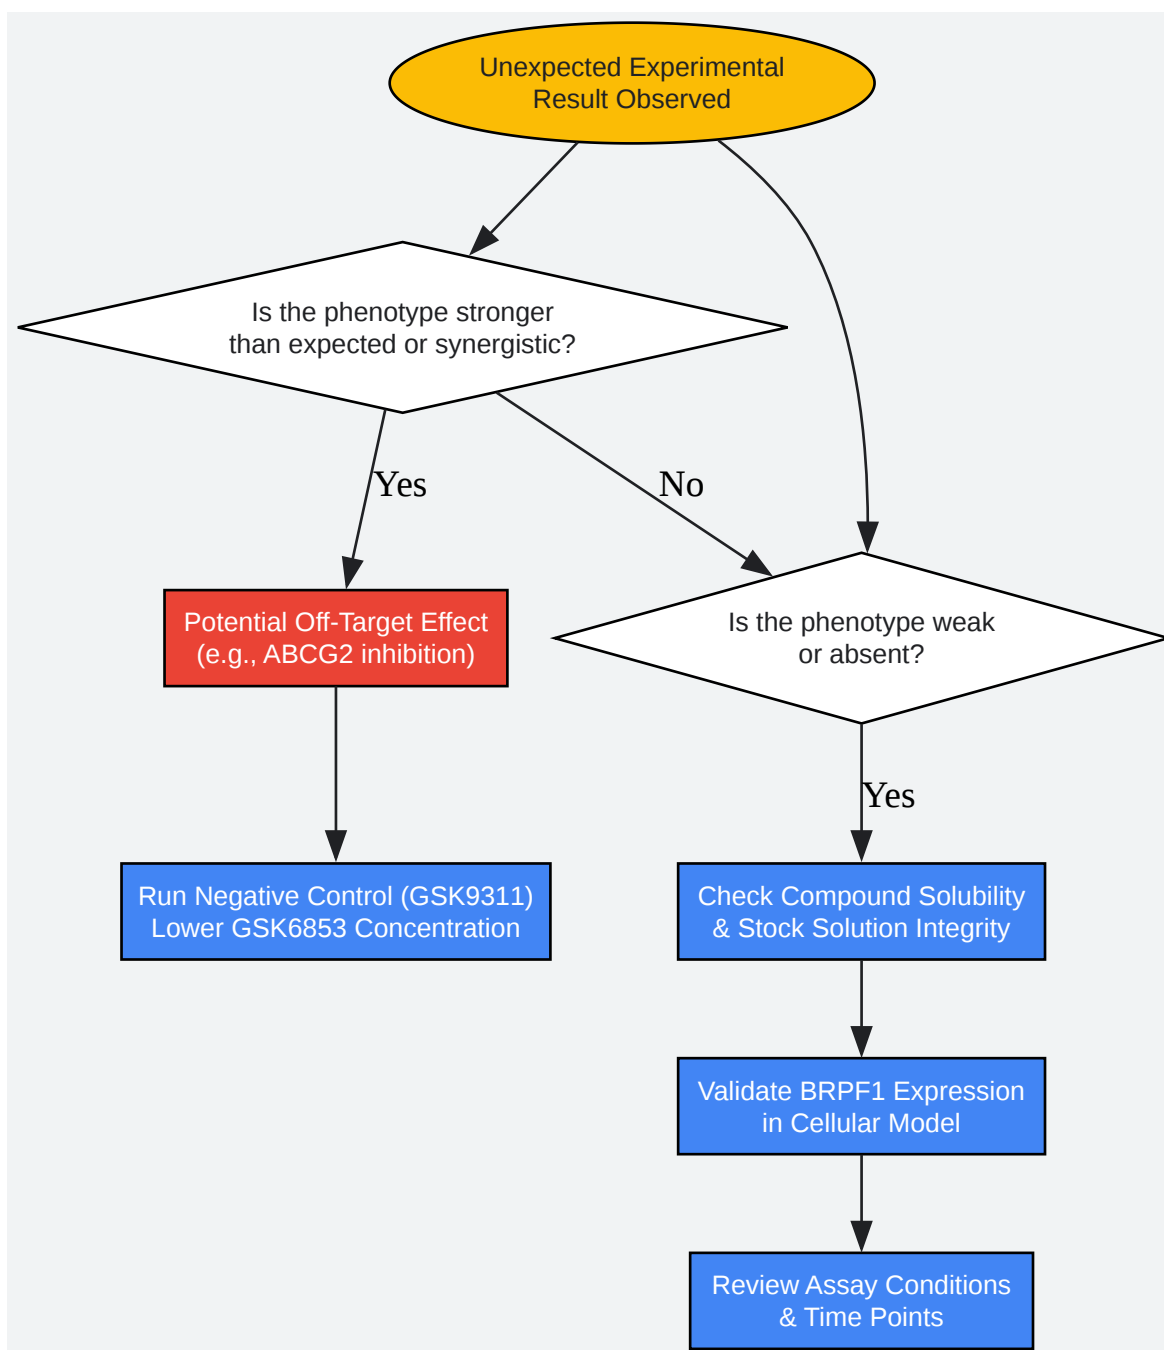 Unexpected Experimental
Result Observed
Is the phenotype stronger
than expected or synergistic?
Yes
No
Potential Off-Target Effect
(e.g., ABCG2 inhibition)
Is the phenotype weak
or absent?
Yes
Run Negative Control (GSK9311)
Lower GSK6853 Concentration
Check Compound Solubility
& Stock Solution Integrity
Validate BRPF1 Expression
in Cellular Model
Review Assay Conditions
& Time Points